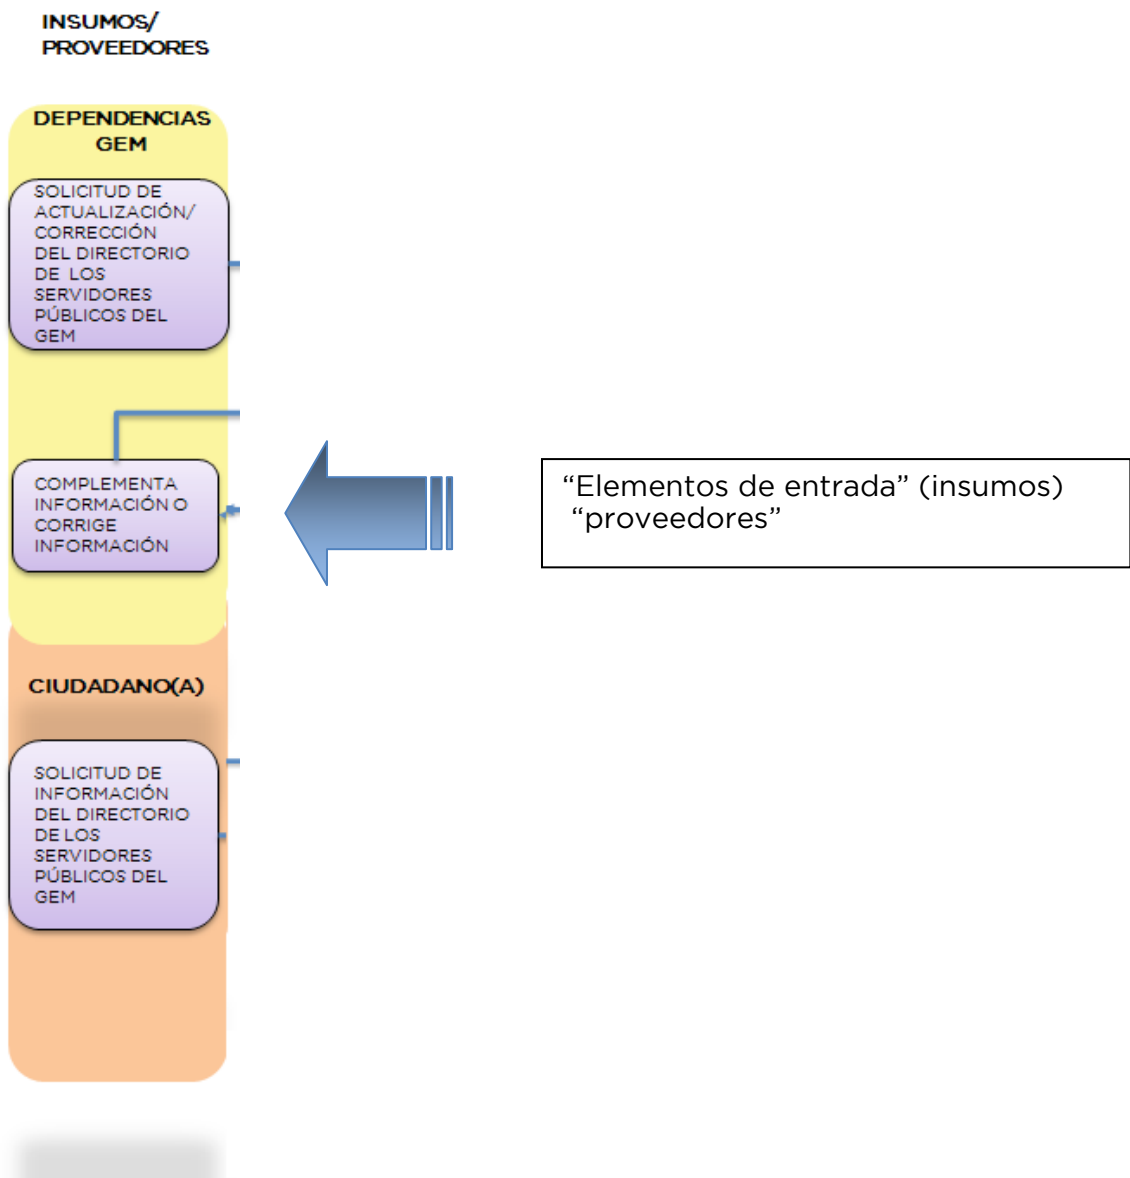 INSUMOS/
PROVEEDORES
DEPENDENCIAS
GEM
SOLICITUD DE
ACTUALIZACIÓN/
CORRECCIÓN
DEL DIRECTORIO
DE LOS
SERVIDORES
PÚBLICOS DEL
GEM
COMPLEMENTA
INFORMACIÓN O
CORRIGE
INFORMACIÓN
“Elementos de entrada” (insumos)
“proveedores”
CIUDADANO(A)
SOLICITUD DE
INFORMACIÓN
DEL DIRECTORIO
DE LOS
SERVIDORES
PÚBLICOS DEL
GEM